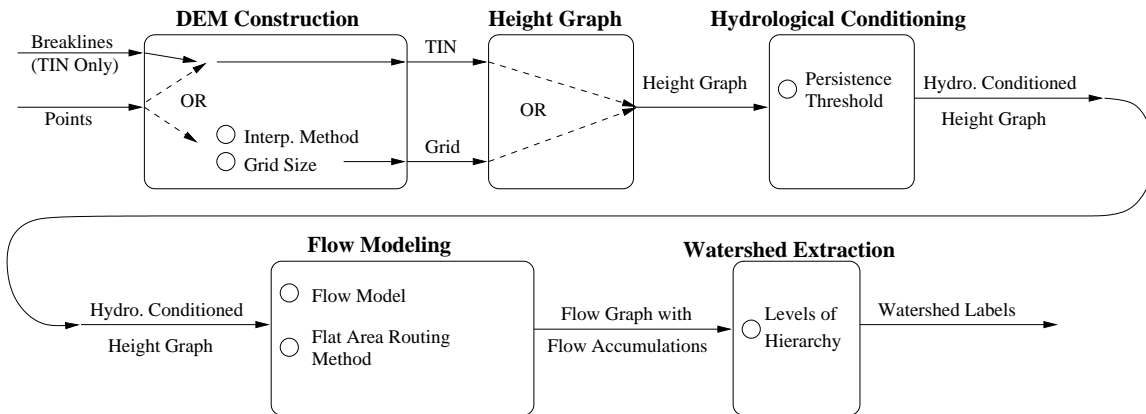 DEM Construction
Height Graph
Hydrological Conditioning
Breaklines
(TIN Only)
Points
OR
Interp. Method
Grid Size
TIN
Grid
OR
Height Graph
Persistence
Threshold
Hydro. Conditioned
Height Graph
Flow Modeling
Watershed Extraction
Hydro. Conditioned
Height Graph
Flow Model
Flat Area Routing
Method
Flow Graph with
Flow Accumulations
Levels of
Hierarchy
Watershed Labels